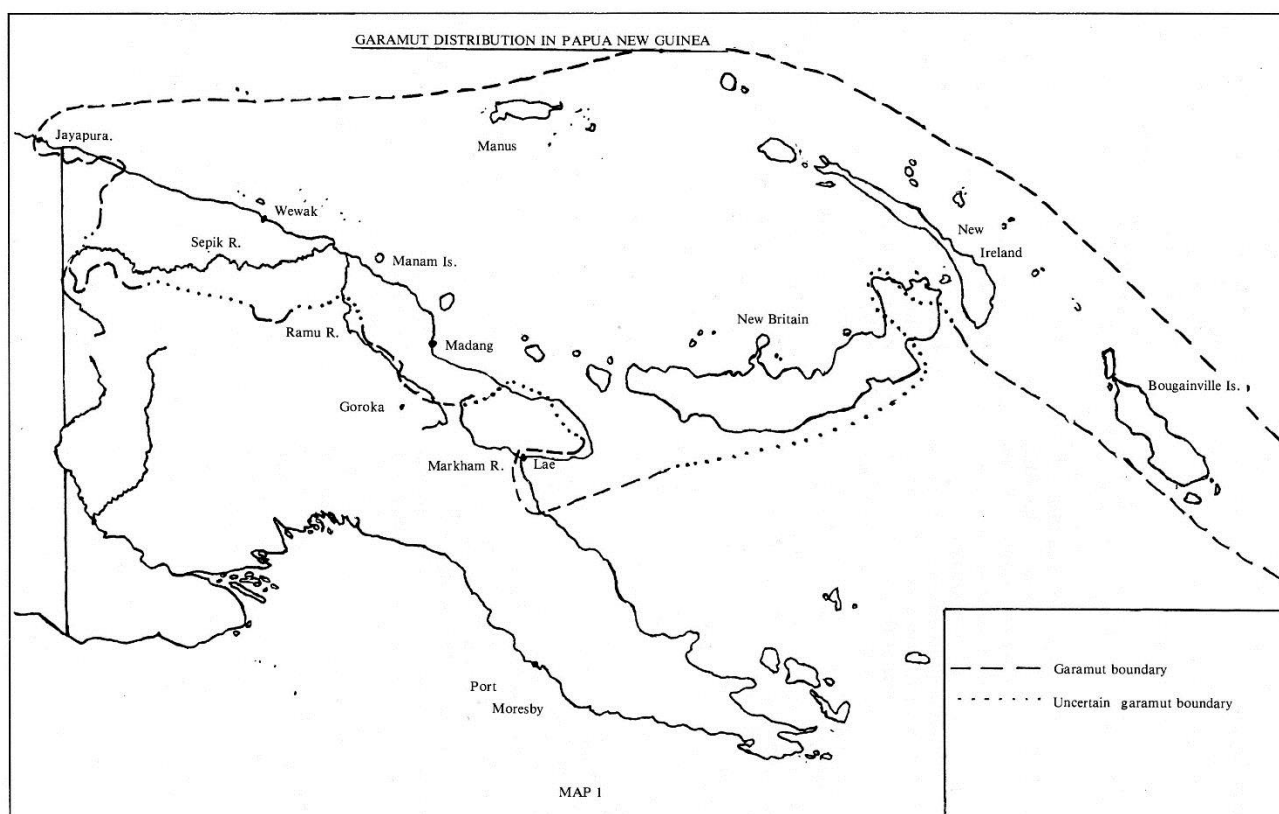 GARAMUT DISTRIBUTION IN PAPUA NEW GUINEA
Jayapura.
Manus
Wewak
Sepik R.
Manam Is.
New
Ireland
New Britain
Ramu R.
Madang
Bougainville Is.
Goroka
Markham R.
Lae
Garamut boundary
Uncertain garamut boundary
Port
Moresby
MAP 1